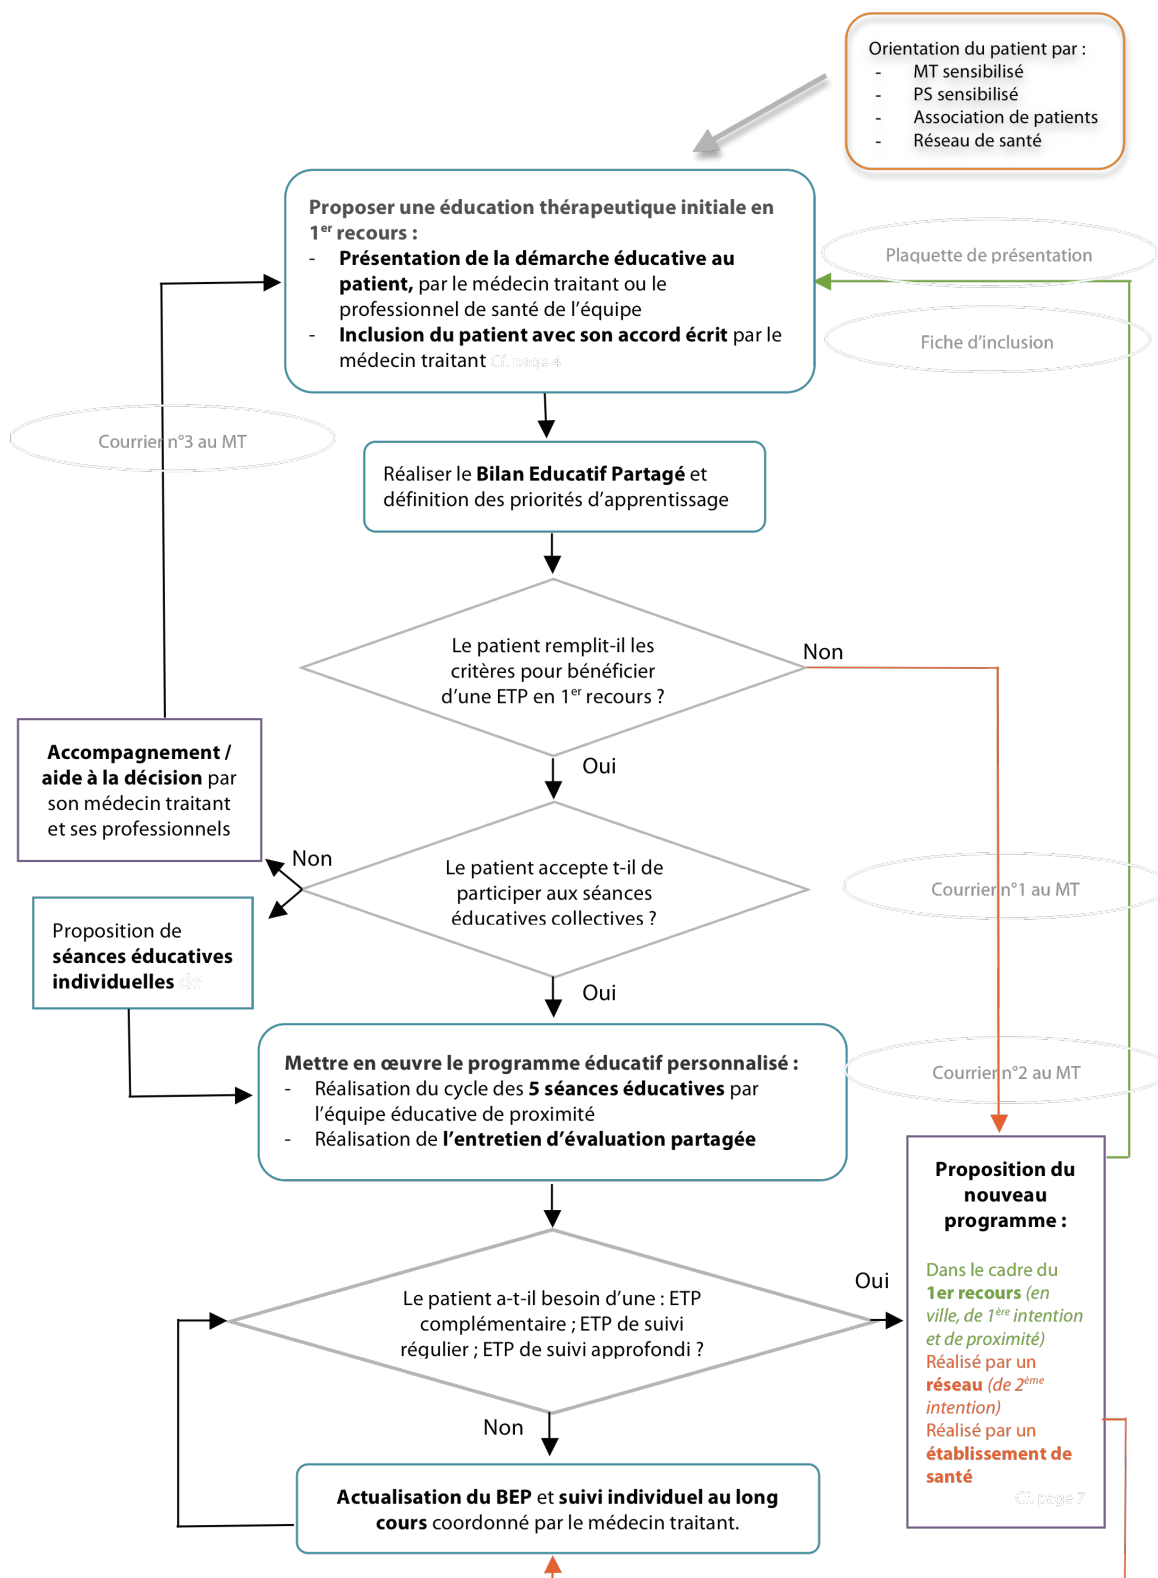 Orientation du patient par :
- MT sensibilisé
- PS sensibilisé
- Association de patients
- Réseau de santé
Proposer une éducation thérapeutique initiale en
1er recours :
- Présentation de la démarche éducative au
patient, par le médecin traitant ou le
professionnel de santé de l’équipe
- Inclusion du patient avec son accord écrit par le
médecin traitant Cf. page 4
Plaquette de présentation
Fiche d’inclusion
Courrier n°3 au MT
Réaliser le Bilan Educatif Partagé et
définition des priorités d’apprentissage
Le patient remplit-il les
critères pour bénéficier
d’une ETP en 1er recours ?
Non
Oui
Accompagnement /
aide à la décision par
son médecin traitant
et ses professionnels
Non
Le patient accepte t-il de
participer aux séances
éducatives collectives ?
Courrier n°1 au MT
Proposition de
séances éducatives
individuelles de
Oui
Mettre en œuvre le programme éducatif personnalisé :
- Réalisation du cycle des 5 séances éducatives par
l’équipe éducative de proximité
- Réalisation de l’entretien d’évaluation partagée
Courrier n°2 au MT
Le patient a-t-il besoin d’une : ETP
complémentaire ; ETP de suivi
régulier ; ETP de suivi approfondi ?
Oui
Non
Proposition du
nouveau
programme :
Dans le cadre du
1er recours (en
ville, de 1ère intention
et de proximité)
Réalisé par un
réseau (de 2ème
intention)
Réalisé par un
établissement de
santé
Cf. page 7
Actualisation du BEP et suivi individuel au long
cours coordonné par le médecin traitant.